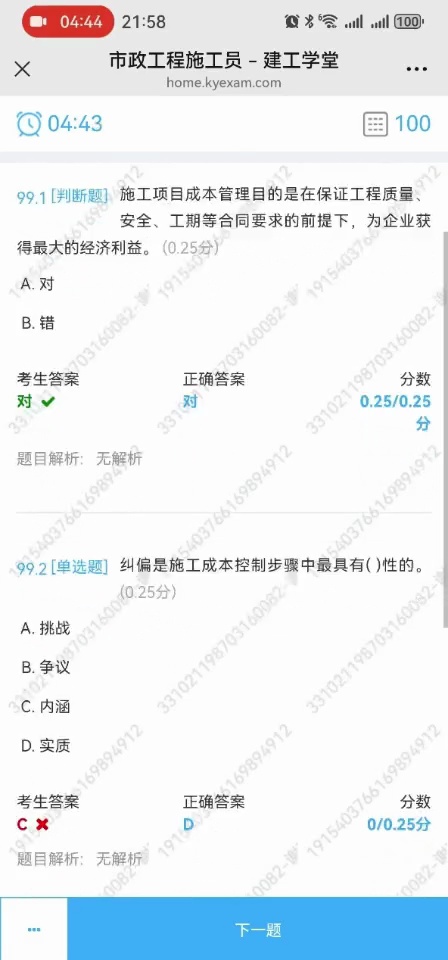 04:44 21:58 100
市政工程施工员 – 建工学堂
home.kyexam.com
04:43 100
99.1 [判断题] 施工项目成本管理目的是在保证工程质量、
安全、工期等合同要求的前提下，为企业获
得最大的经济利益。(0.25分)
A. 对
B. 错
考生答案 正确答案 分数
对 对 0.25/0.25
分
题目解析: 无解析
99.2 [单选题] 纠偏是施工成本控制步骤中最具有( )性的。
(0.25分)
A. 挑战
B. 争议
C. 内涵
D. 实质
考生答案 正确答案 分数
C D 0/0.25分
题目解析: 无解析
下一题